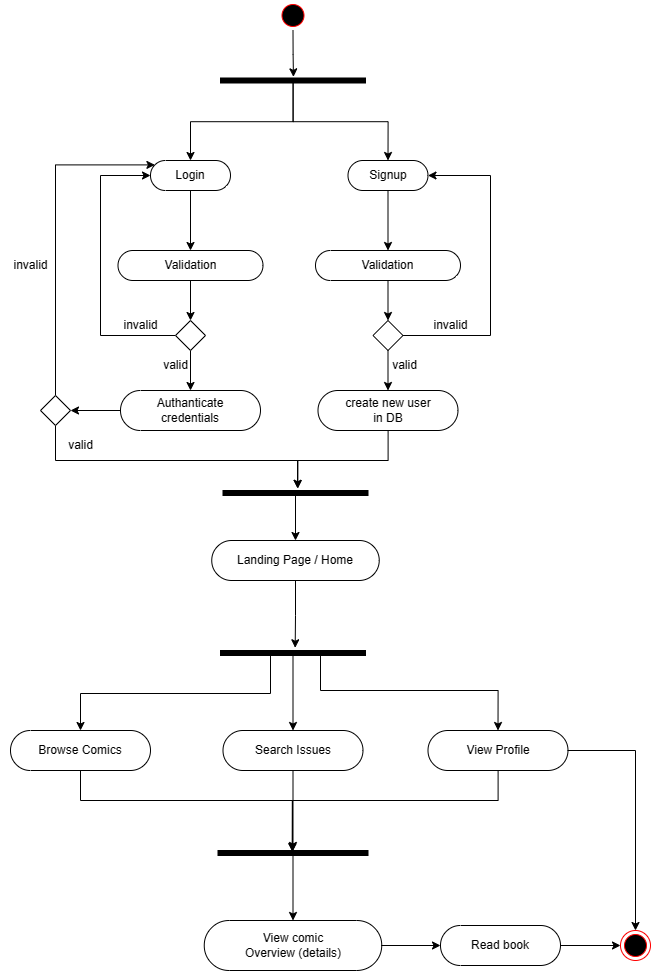 Login
Signup
invalid
Validation
Validation
invalid
invalid
valid
valid
Authanticate
credentials
create new user
in DB
valid
Landing Page / Home
Browse Comics
Search Issues
View Profile
View comic
Overview (details)
Read book